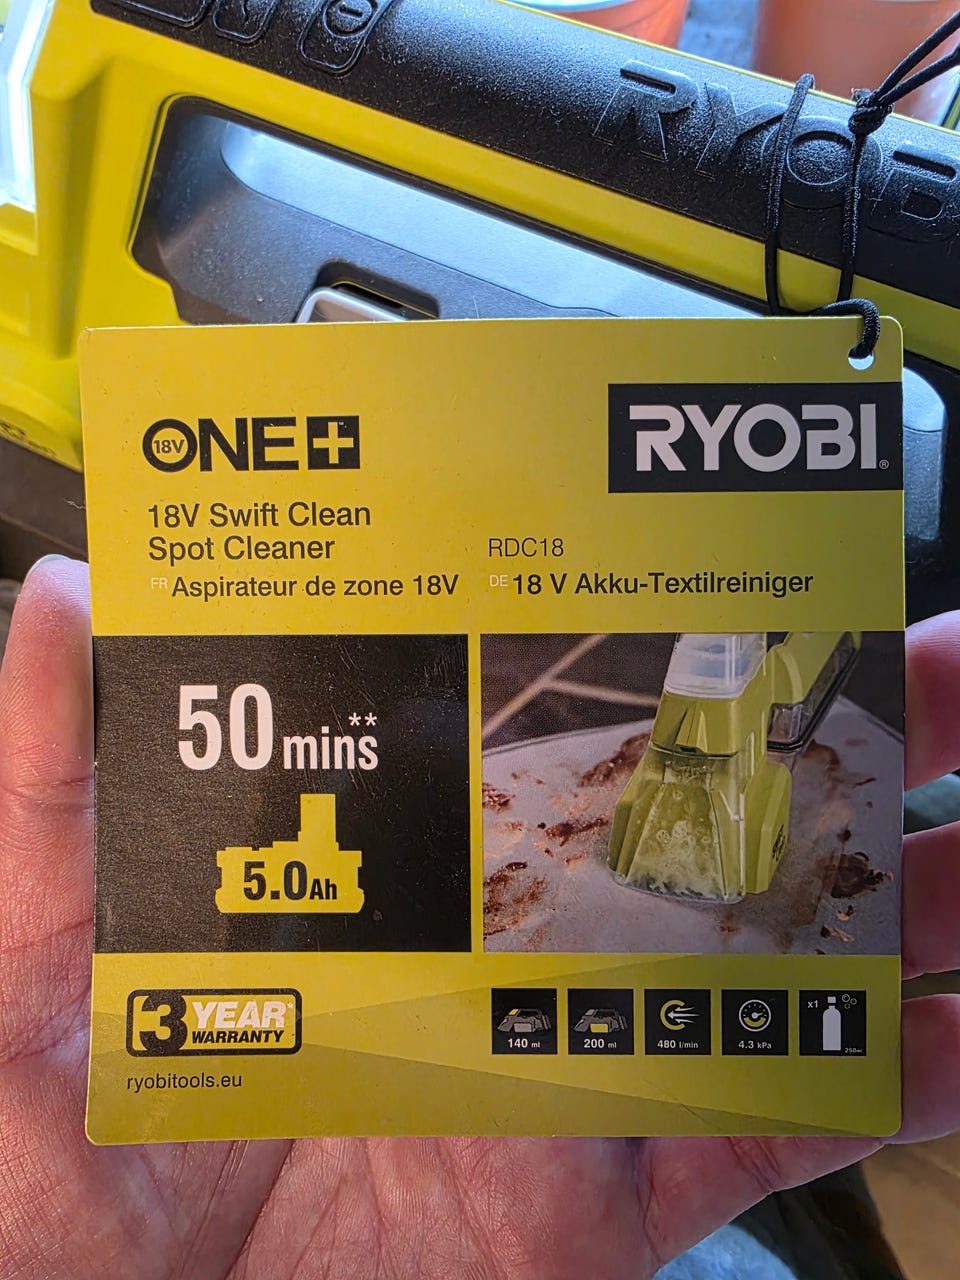 RYOB
18V ONE+
RYOBI®
18V Swift Clean
Spot Cleaner
RDC18
FR Aspirateur de zone 18V
DE 18 V Akku-Textilreiniger
50 mins**
5.0Ah
3 YEAR*
WARRANTY
140 ml
200 ml
480 l/min
4.3 kPa
x1
250ml
ryobitools.eu